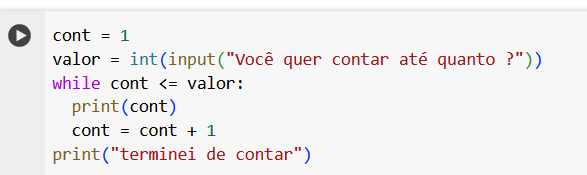 cont = 1
valor = int(input("Você quer contar até quanto ?"))
while cont <= valor:
  print(cont)
  cont = cont + 1
print("terminei de contar")